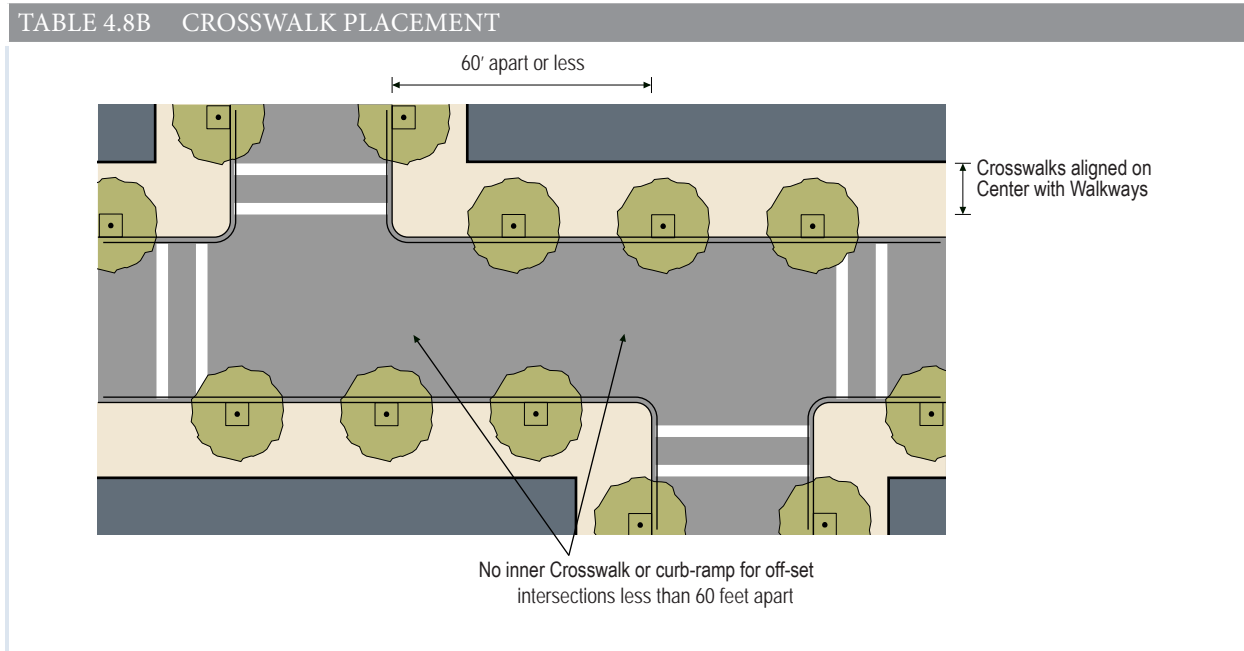 TABLE 4.8B CROSSWALK PLACEMENT
60' apart or less
Crosswalks aligned on
Center with Walkways
No inner Crosswalk or curb-ramp for off-set
intersections less than 60 feet apart